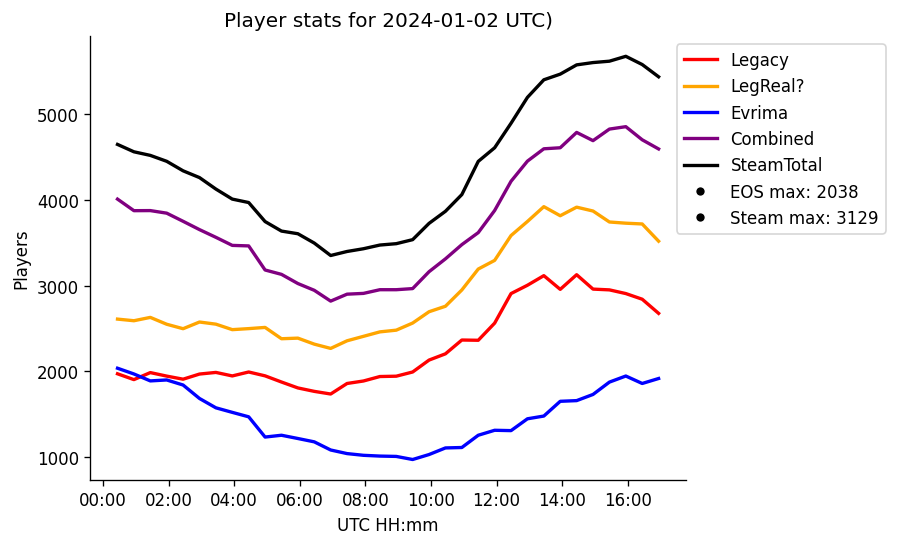 Player stats for 2024-01-02 UTC)
Legacy
LegReal?
Evrima
Combined
SteamTotal
EOS max: 2038
Steam max: 3129
Players
5000
4000
3000
2000
1000
00:00 02:00 04:00 06:00 08:00 10:00 12:00 14:00 16:00
UTC HH:mm